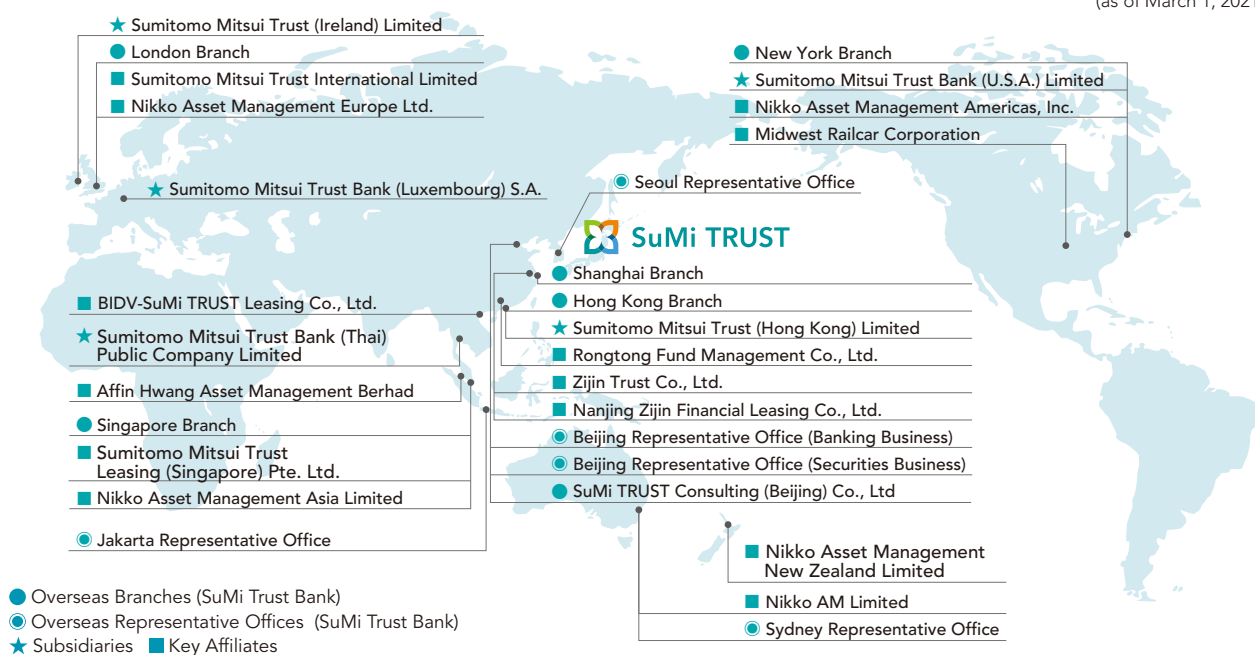 (as of March 1, 2021
Sumitomo Mitsui Trust (Ireland) Limited
London Branch
Sumitomo Mitsui Trust International Limited
Nikko Asset Management Europe Ltd.
New York Branch
Sumitomo Mitsui Trust Bank (U.S.A.) Limited
Nikko Asset Management Americas, Inc.
Midwest Railcar Corporation
Sumitomo Mitsui Trust Bank (Luxembourg) S.A.
Seoul Representative Office
SuMi TRUST
Shanghai Branch
Hong Kong Branch
Sumitomo Mitsui Trust (Hong Kong) Limited
Rongtong Fund Management Co., Ltd.
Zijin Trust Co., Ltd.
Nanjing Zijin Financial Leasing Co., Ltd.
Beijing Representative Office (Banking Business)
Beijing Representative Office (Securities Business)
SuMi TRUST Consulting (Beijing) Co., Ltd
BIDV-SuMi TRUST Leasing Co., Ltd.
Sumitomo Mitsui Trust Bank (Thai)
Public Company Limited
Affin Hwang Asset Management Berhad
Singapore Branch
Sumitomo Mitsui Trust
Leasing (Singapore) Pte. Ltd.
Nikko Asset Management Asia Limited
Jakarta Representative Office
Nikko Asset Management
New Zealand Limited
Nikko AM Limited
Sydney Representative Office
Overseas Branches (SuMi Trust Bank)
Overseas Representative Offices (SuMi Trust Bank)
Subsidiaries Key Affiliates